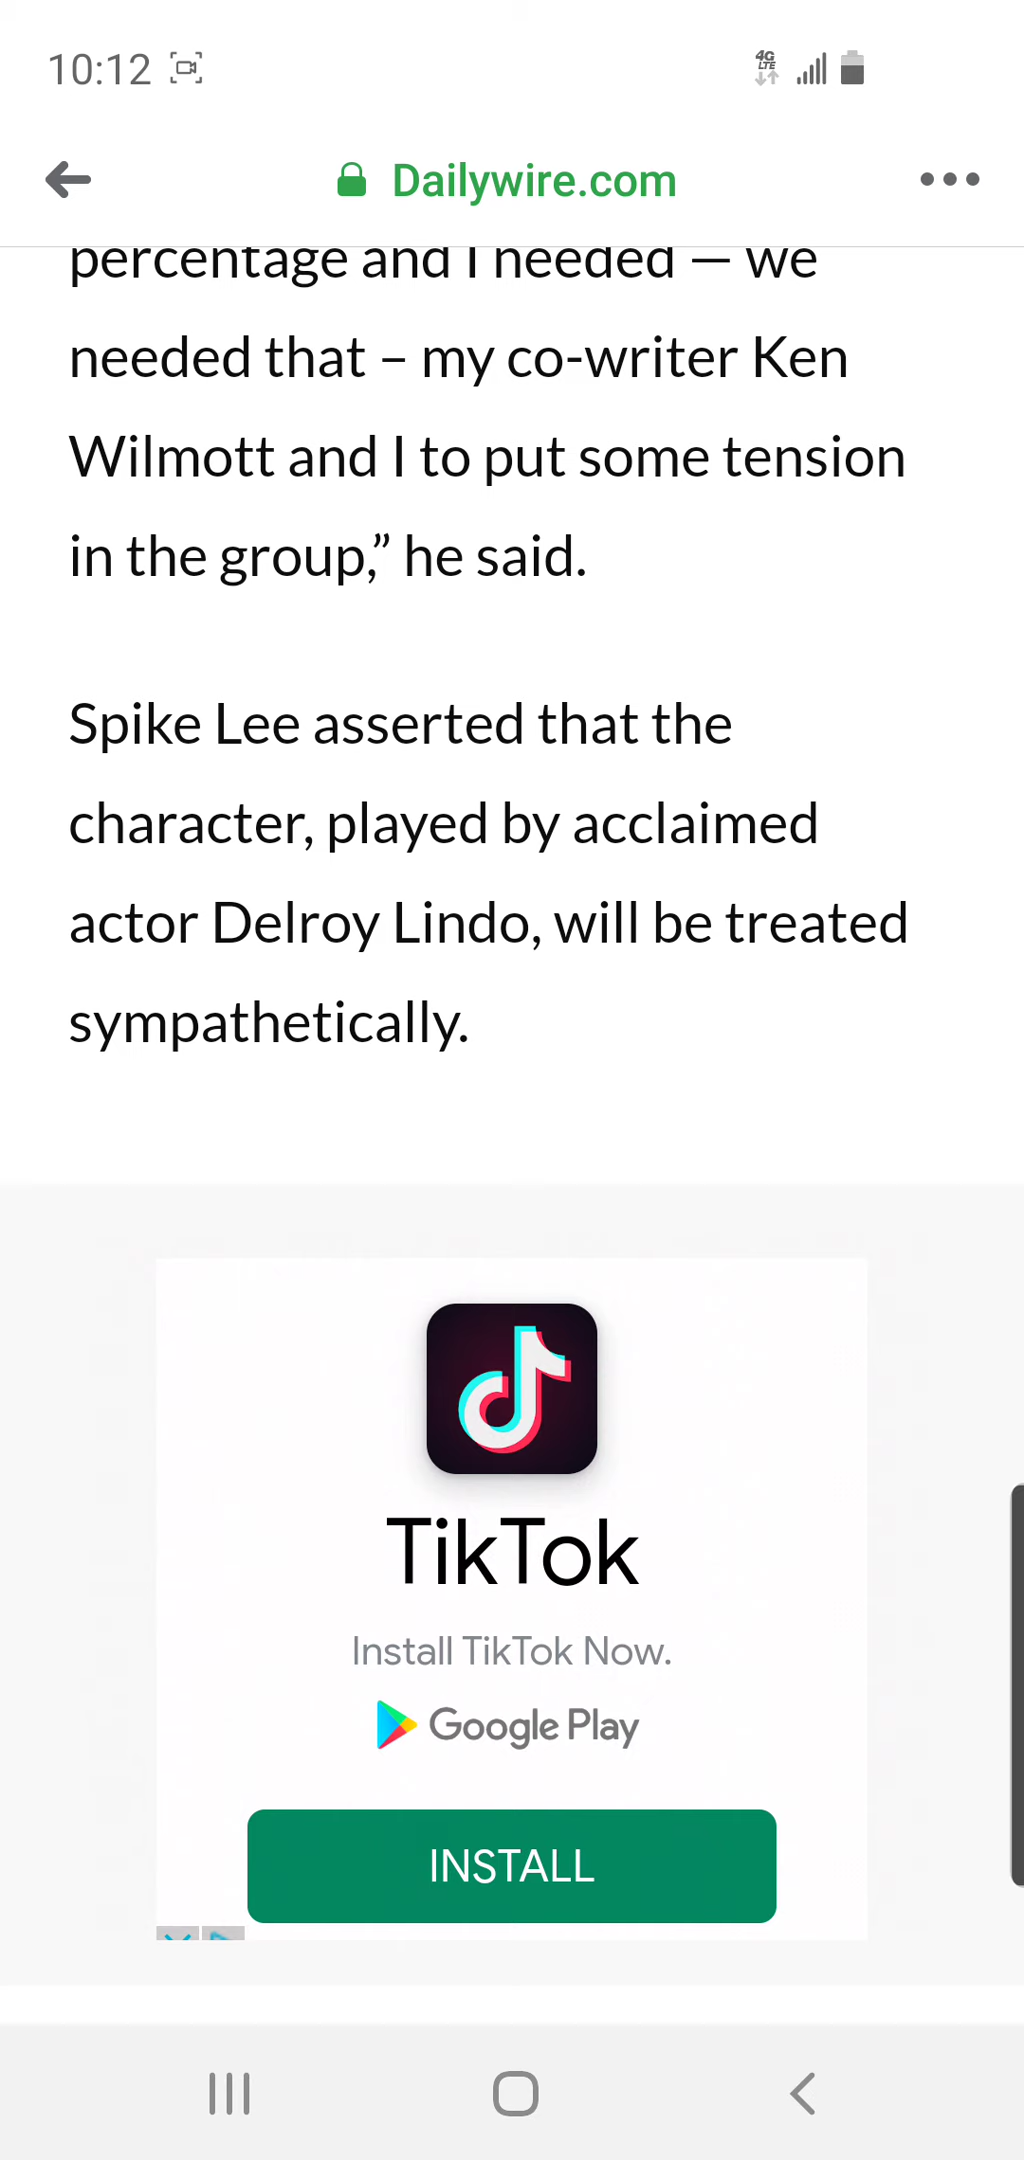 10:12
4G
LTE
Dailywire.com
percentage and I needed — we
needed that – my co-writer Ken
Wilmott and I to put some tension
in the group,” he said.
Spike Lee asserted that the
character, played by acclaimed
actor Delroy Lindo, will be treated
sympathetically.
TikTok
Install TikTok Now.
Google Play
INSTALL